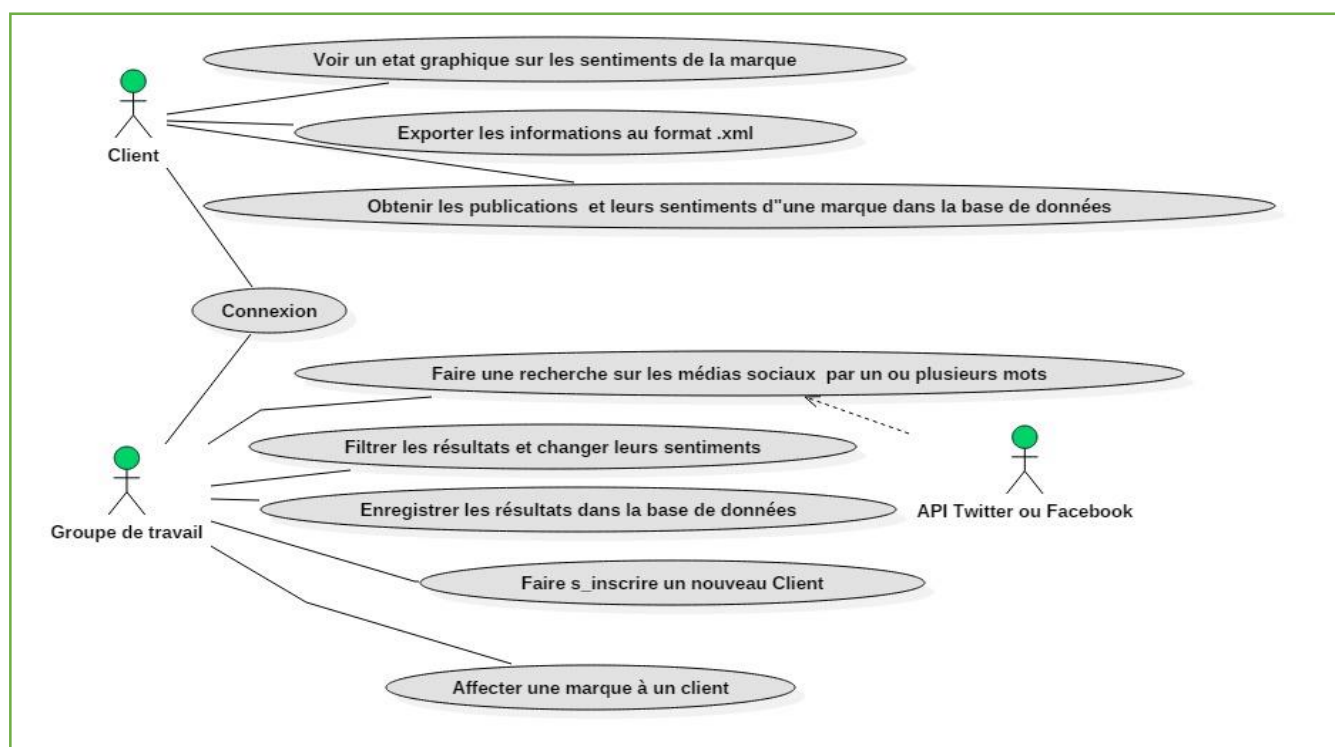 Voir un etat graphique sur les sentiments de la marque
Exporter les informations au format .xml
Client
Obtenir les publications et leurs sentiments d"une marque dans la base de données
Connexion
Faire une recherche sur les médias sociaux par un ou plusieurs mots
Filtrer les résultats et changer leurs sentiments
Enregistrer les résultats dans la base de données
API Twitter ou Facebook
Groupe de travail
Faire s_inscrire un nouveau Client
Affecter une marque à un client